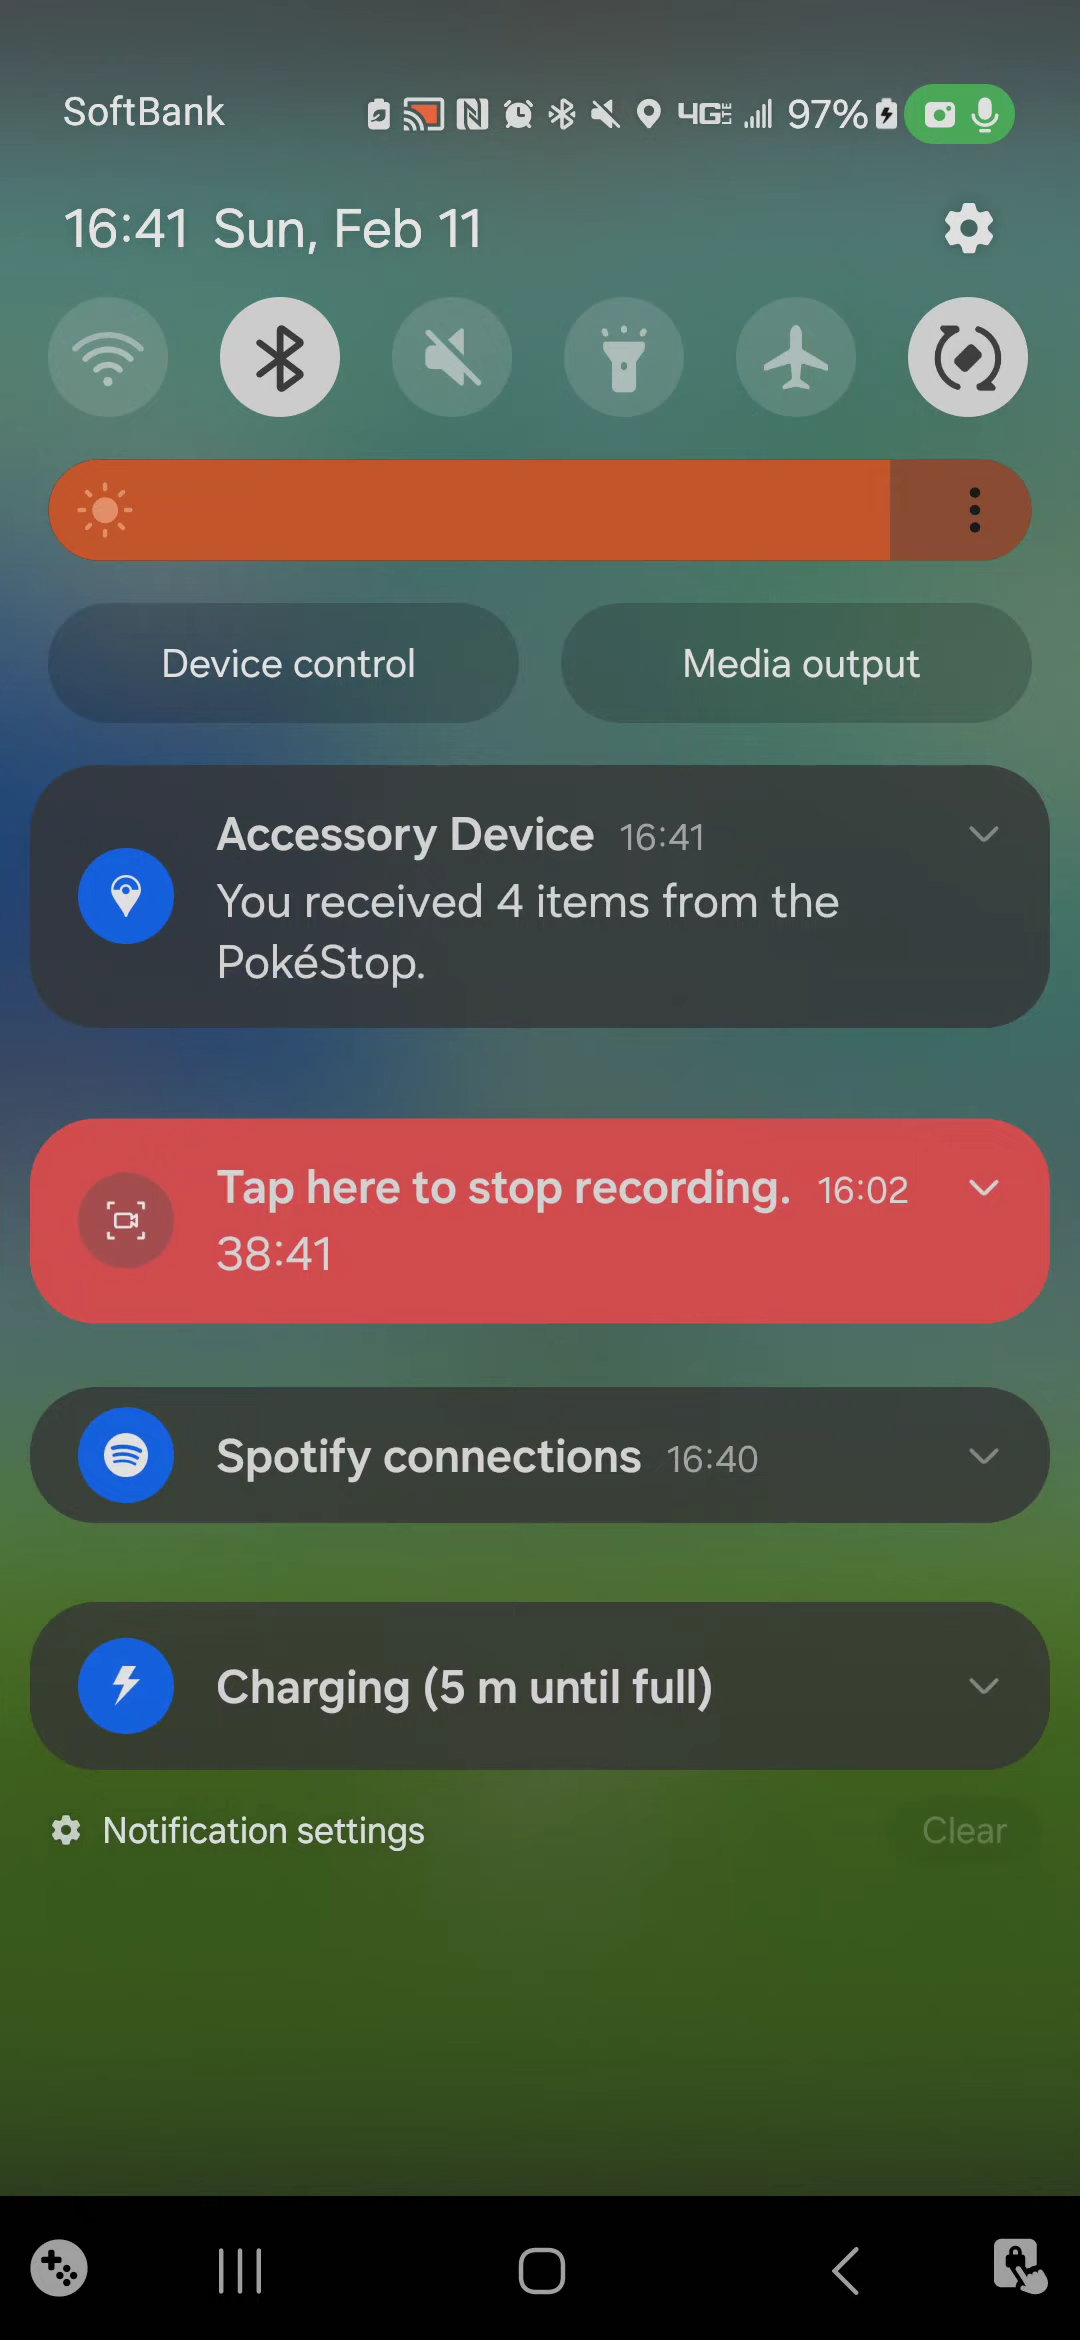 SoftBank 4G LTE 97%
16:41 Sun, Feb 11
Device control Media output
Accessory Device 16:41
You received 4 items from the
PokéStop.
Tap here to stop recording. 16:02
38:41
Spotify connections 16:40
Charging (5 m until full)
Notification settings Clear